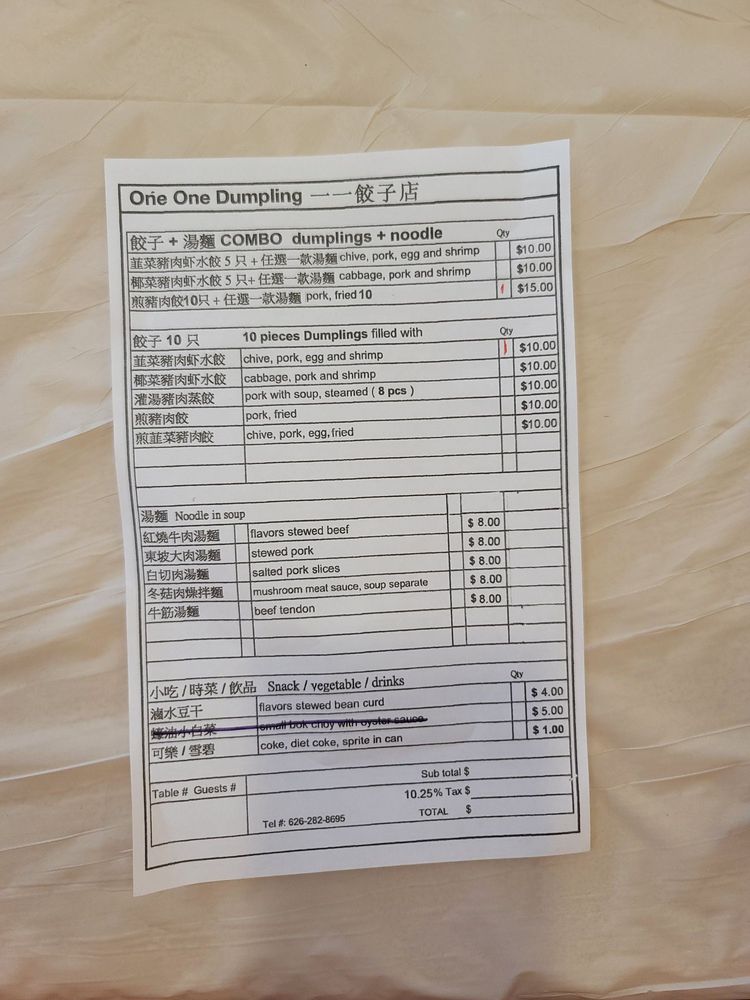 One One Dumpling 一一餃子店
餃子 + 湯麵 COMBO dumplings + noodle Qty
韮菜豬肉虾水餃 5 只 + 任選一款湯麵 chive, pork, egg and shrimp $10.00
椰菜豬肉虾水餃 5 只+ 任選一款湯麵 cabbage, pork and shrimp $10.00
煎豬肉餃10只 + 任選一款湯麵 pork, fried 10 1 $15.00
餃子 10 只 10 pieces Dumplings filled with Qty
韮菜豬肉虾水餃 chive, pork, egg and shrimp 1 $10.00
椰菜豬肉虾水餃 cabbage, pork and shrimp $10.00
灌湯豬肉蒸餃 pork with soup, steamed ( 8 pcs ) $10.00
煎豬肉餃 pork, fried $10.00
煎韮菜豬肉餃 chive, pork, egg, fried $10.00
湯麵 Noodle in soup
紅燒牛肉湯麵 flavors stewed beef $ 8.00
東坡大肉湯麵 stewed pork $ 8.00
白切肉湯麵 salted pork slices $ 8.00
冬菇肉燥拌麵 mushroom meat sauce, soup separate $ 8.00
牛筋湯麵 beef tendon $ 8.00
小吃 / 時菜 / 飲品 Snack / vegetable / drinks Qty
滷水豆干 flavors stewed bean curd $ 4.00
蠔油小白菜 small bok choy with oyster sauce $ 5.00
可樂 / 雪碧 coke, diet coke, sprite in can $ 1.00
Sub total $
Table # Guests # 10.25% Tax $
Tel #: 626-282-8695 TOTAL $